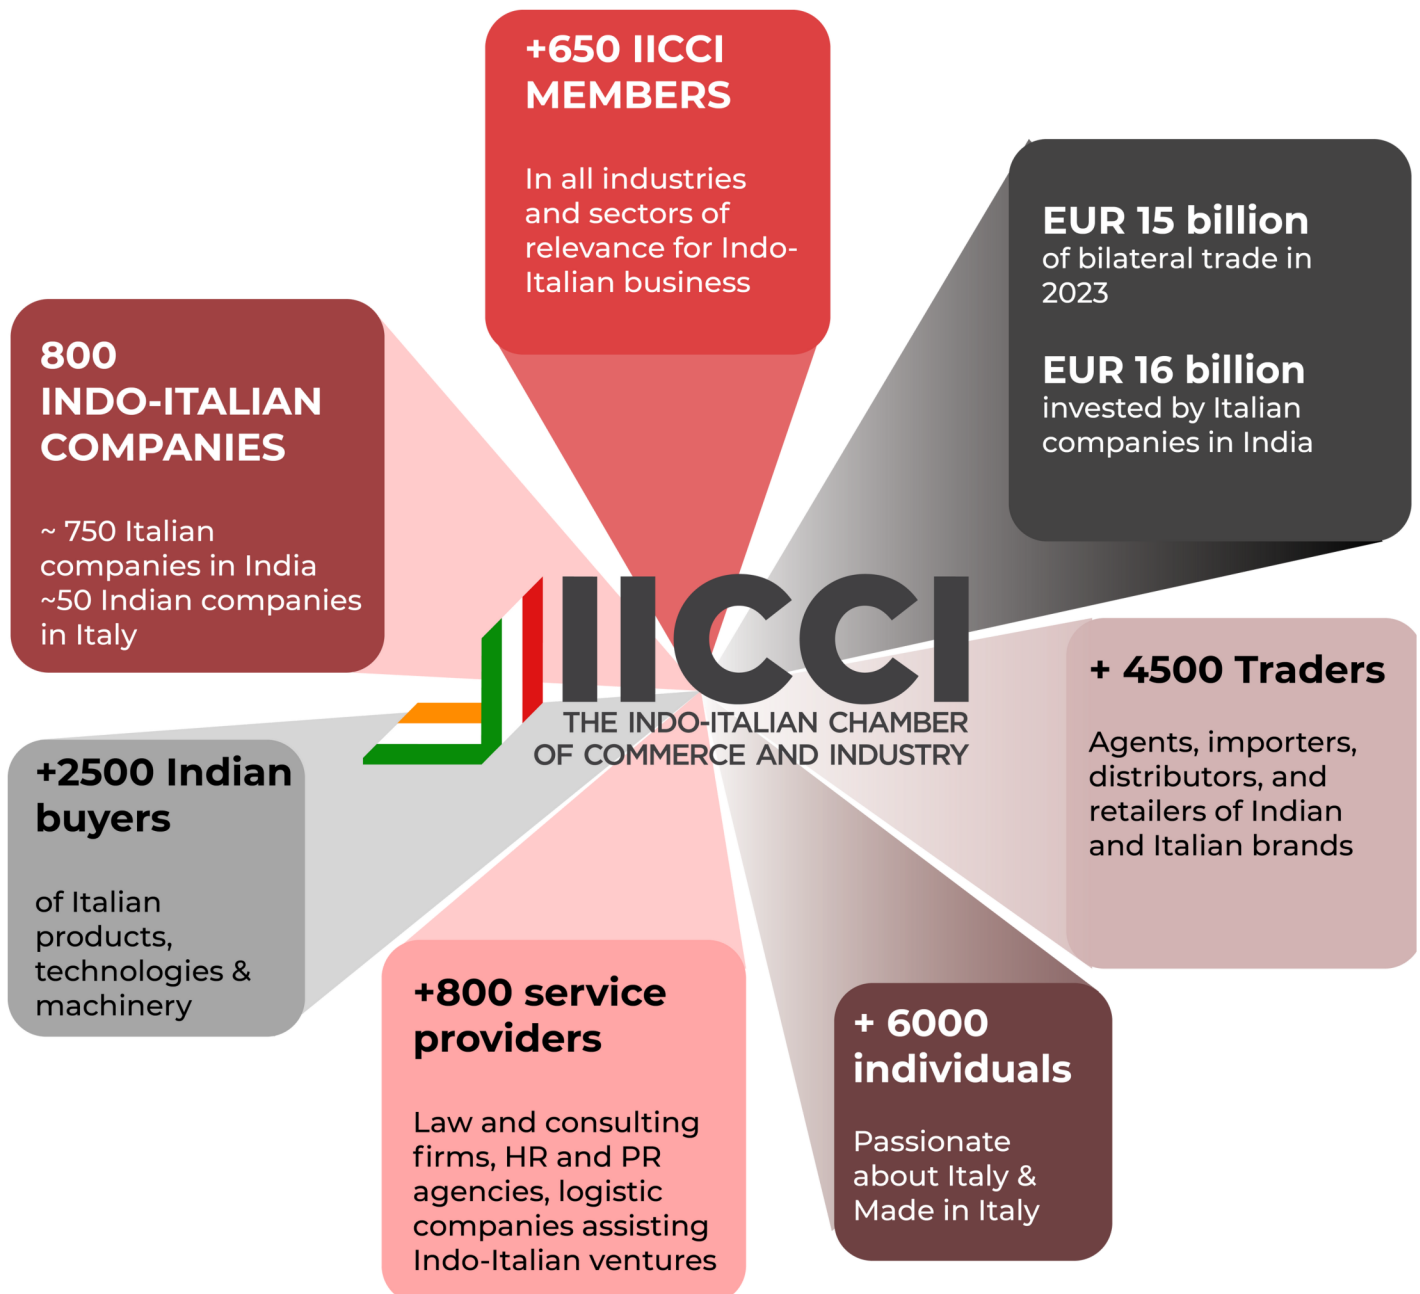 +650 IICCI
MEMBERS
In all industries
and sectors of
relevance for Indo-
Italian business
EUR 15 billion
of bilateral trade in
2023
EUR 16 billion
invested by Italian
companies in India
800
INDO-ITALIAN
COMPANIES
~ 750 Italian
companies in India
~50 Indian companies
in Italy
IICCI
THE INDO-ITALIAN CHAMBER
OF COMMERCE AND INDUSTRY
+ 4500 Traders
Agents, importers,
distributors, and
retailers of Indian
and Italian brands
+2500 Indian
buyers
of Italian
products,
technologies &
machinery
+800 service
providers
Law and consulting
firms, HR and PR
agencies, logistic
companies assisting
Indo-Italian ventures
+ 6000
individuals
Passionate
about Italy &
Made in Italy